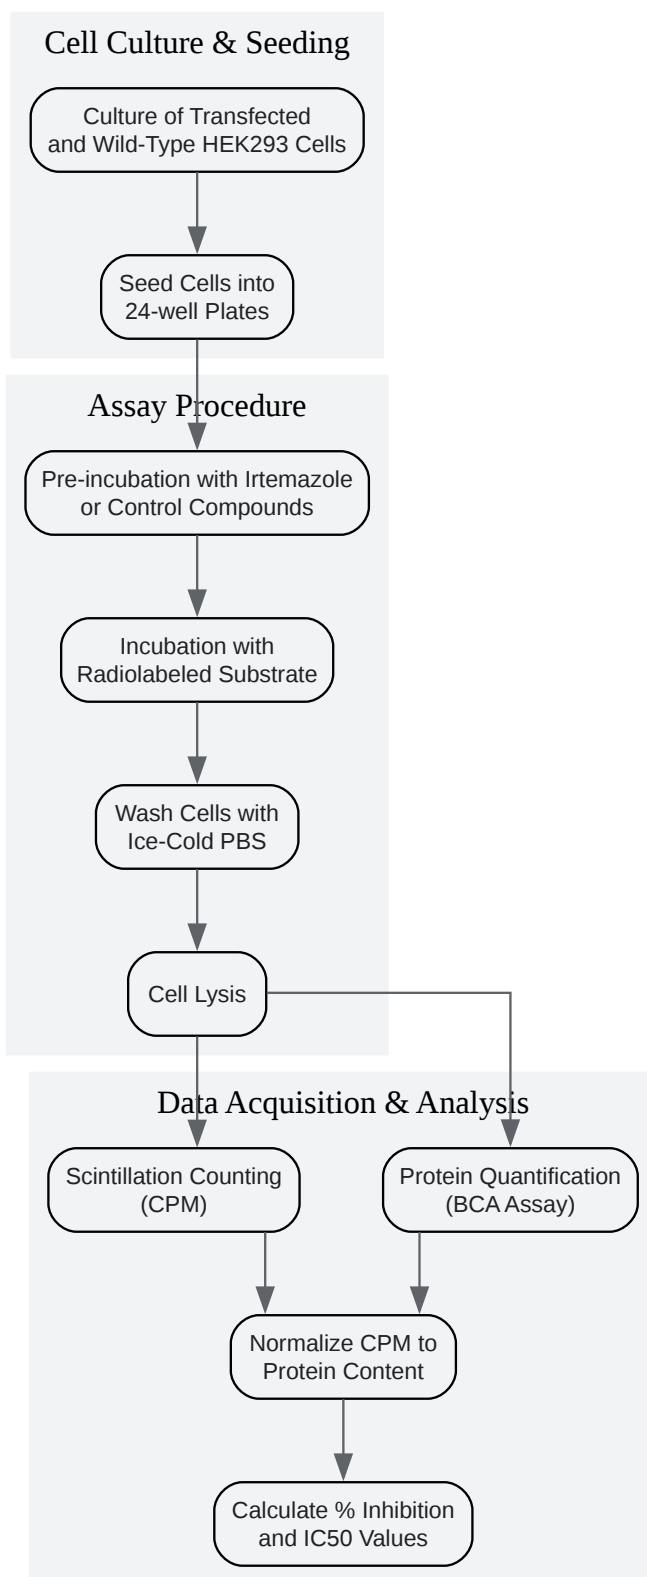 Cell Culture & Seeding
Culture of Transfected
and Wild-Type HEK293 Cells
Seed Cells into
24-well Plates
Assay Procedure
Pre-incubation with Irtemazole
or Control Compounds
Incubation with
Radiolabeled Substrate
Wash Cells with
Ice-Cold PBS
Cell Lysis
Data Acquisition & Analysis
Scintillation Counting
(CPM)
Protein Quantification
(BCA Assay)
Normalize CPM to
Protein Content
Calculate % Inhibition
and IC50 Values